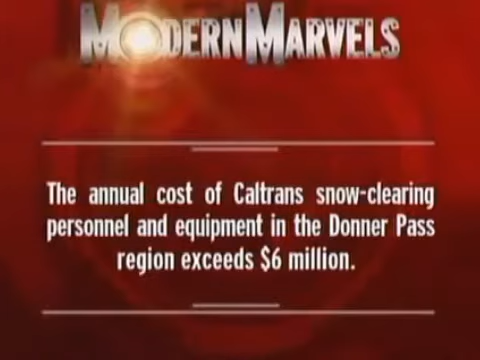 MODERN MARVELS
The annual cost of Caltrans snow-clearing
personnel and equipment in the Donner Pass
region exceeds $6 million.